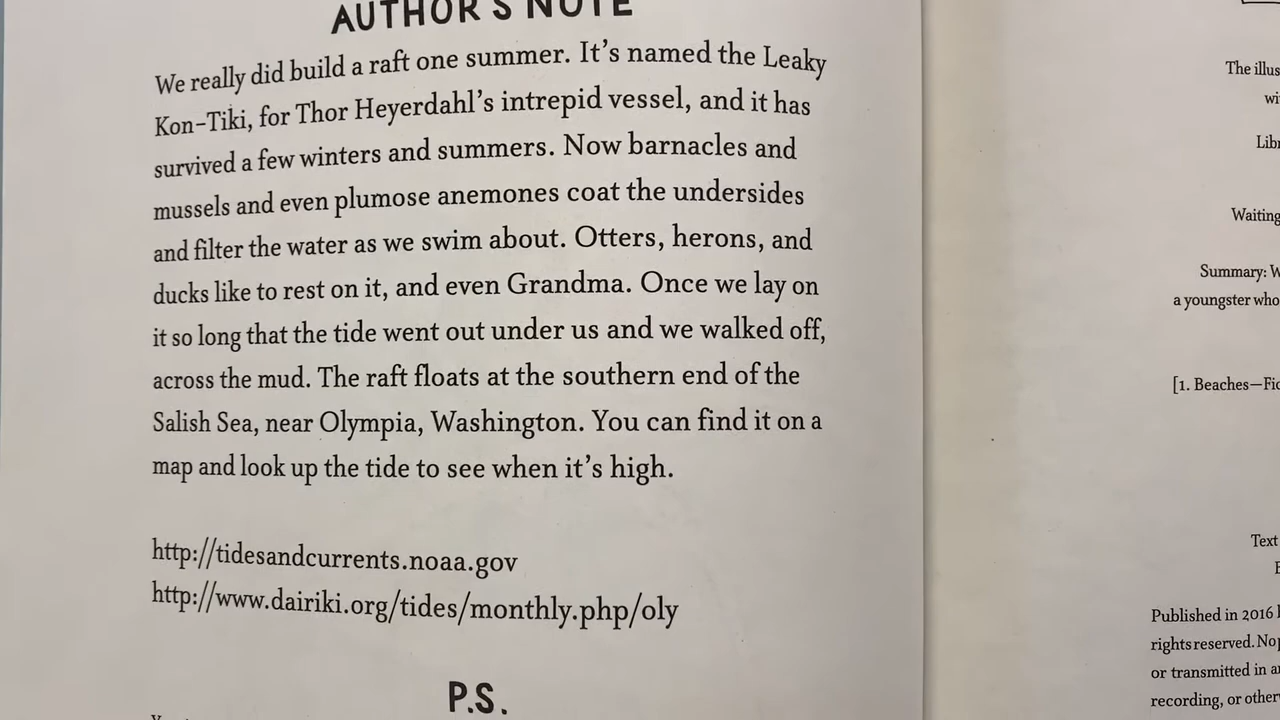 AUTHOR'S NOTE
We really did build a raft one summer. It's named the Leaky
Kon-Tiki, for Thor Heyerdahl's intrepid vessel, and it has
survived a few winters and summers. Now barnacles and
mussels and even plumose anemones coat the undersides
and filter the water as we swim about. Otters, herons, and
ducks like to rest on it, and even Grandma. Once we lay on
it so long that the tide went out under us and we walked off,
across the mud. The raft floats at the southern end of the
Salish Sea, near Olympia, Washington. You can find it on a
map and look up the tide to see when it's high.
http://tidesandcurrents.noaa.gov
http://www.dairiki.org/tides/monthly.php/oly
P.S.
The illus
wi
Libr
Waiting
Summary: W
a youngster who
[1. Beaches—Fic
Text
Published in 2016
rights reserved. No
or transmitted in a
recording, or other